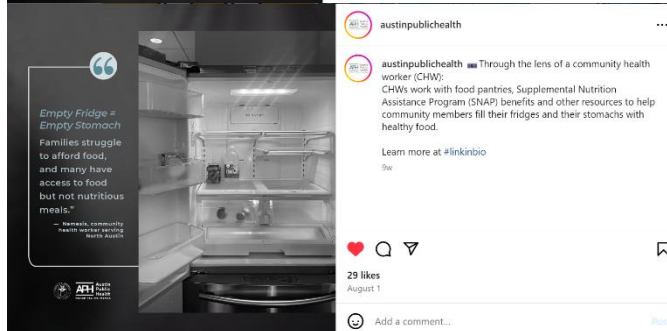 Empty Fridge =
Empty Stomach
Families struggle
to afford food,
and many have
access to food
but not nutritious
meals."
— Nemesis, community
health worker serving
North Austin
APH Austin
Public
Health
austinpublichealth
austinpublichealth Through the lens of a community health
worker (CHW):
CHWs work with food pantries, Supplemental Nutrition
Assistance Program (SNAP) benefits and other resources to help
community members fill their fridges and their stomachs with
healthy food.
Learn more at #linkinbio
9w
29 likes
August 1
Add a comment...
Post